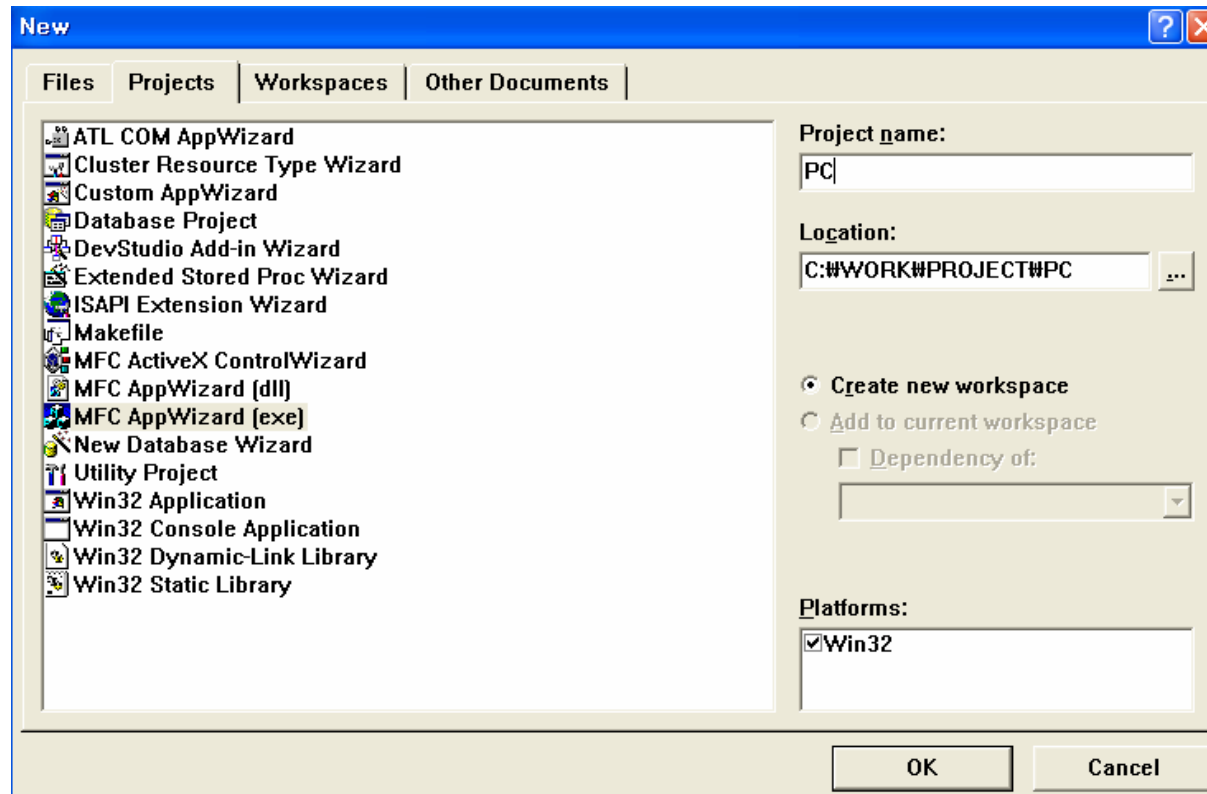 New
Files Projects Workspaces Other Documents
ATL COM AppWizard
Cluster Resource Type Wizard
Custom AppWizard
Database Project
DevStudio Add-in Wizard
Extended Stored Proc Wizard
ISAPI Extension Wizard
Makefile
MFC ActiveX ControlWizard
MFC AppWizard (dll)
MFC AppWizard (exe)
New Database Wizard
Utility Project
Win32 Application
Win32 Console Application
Win32 Dynamic-Link Library
Win32 Static Library
Project name:
PC
Location:
C:₩WORK₩PROJECT₩PC
...
Create new workspace
Add to current workspace
Dependency of:
Platforms:
Win32
OK Cancel